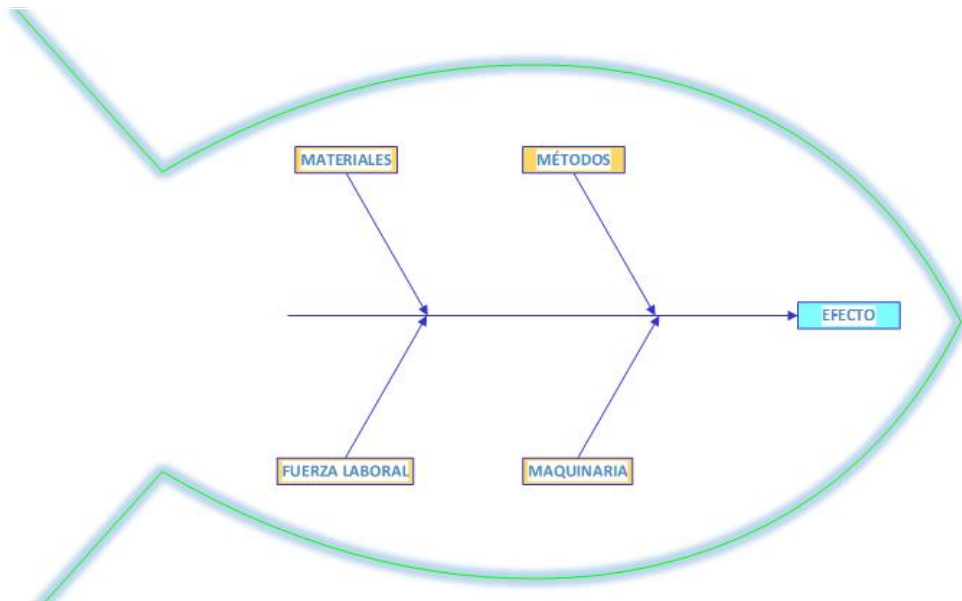 MATERIALES
MÉTODOS
EFECTO
FUERZA LABORAL
MAQUINARIA